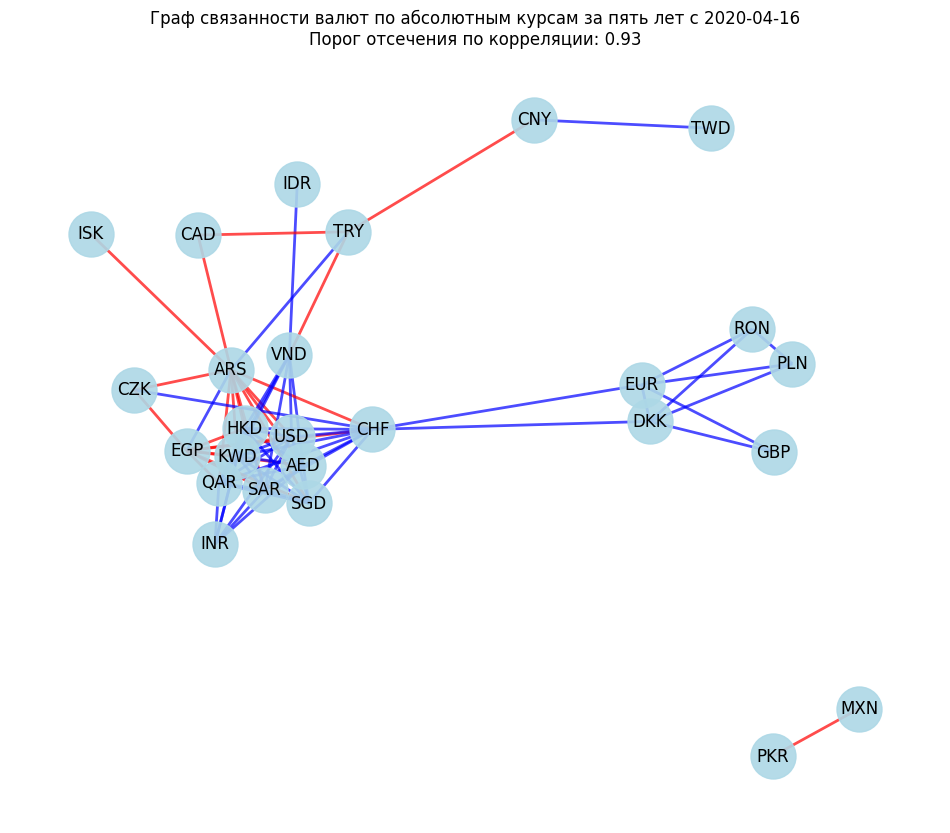 Граф связанности валют по абсолютным курсам за пять лет с 2020-04-16
Порог отсечения по корреляции: 0.93
CNY
TWD
IDR
ISK
CAD
TRY
RON
VND
PLN
ARS
EUR
CZK
DKK
HKD
USD
CHF
EGP
GBP
KWD
AED
QAR
SAR
SGD
INR
MXN
PKR